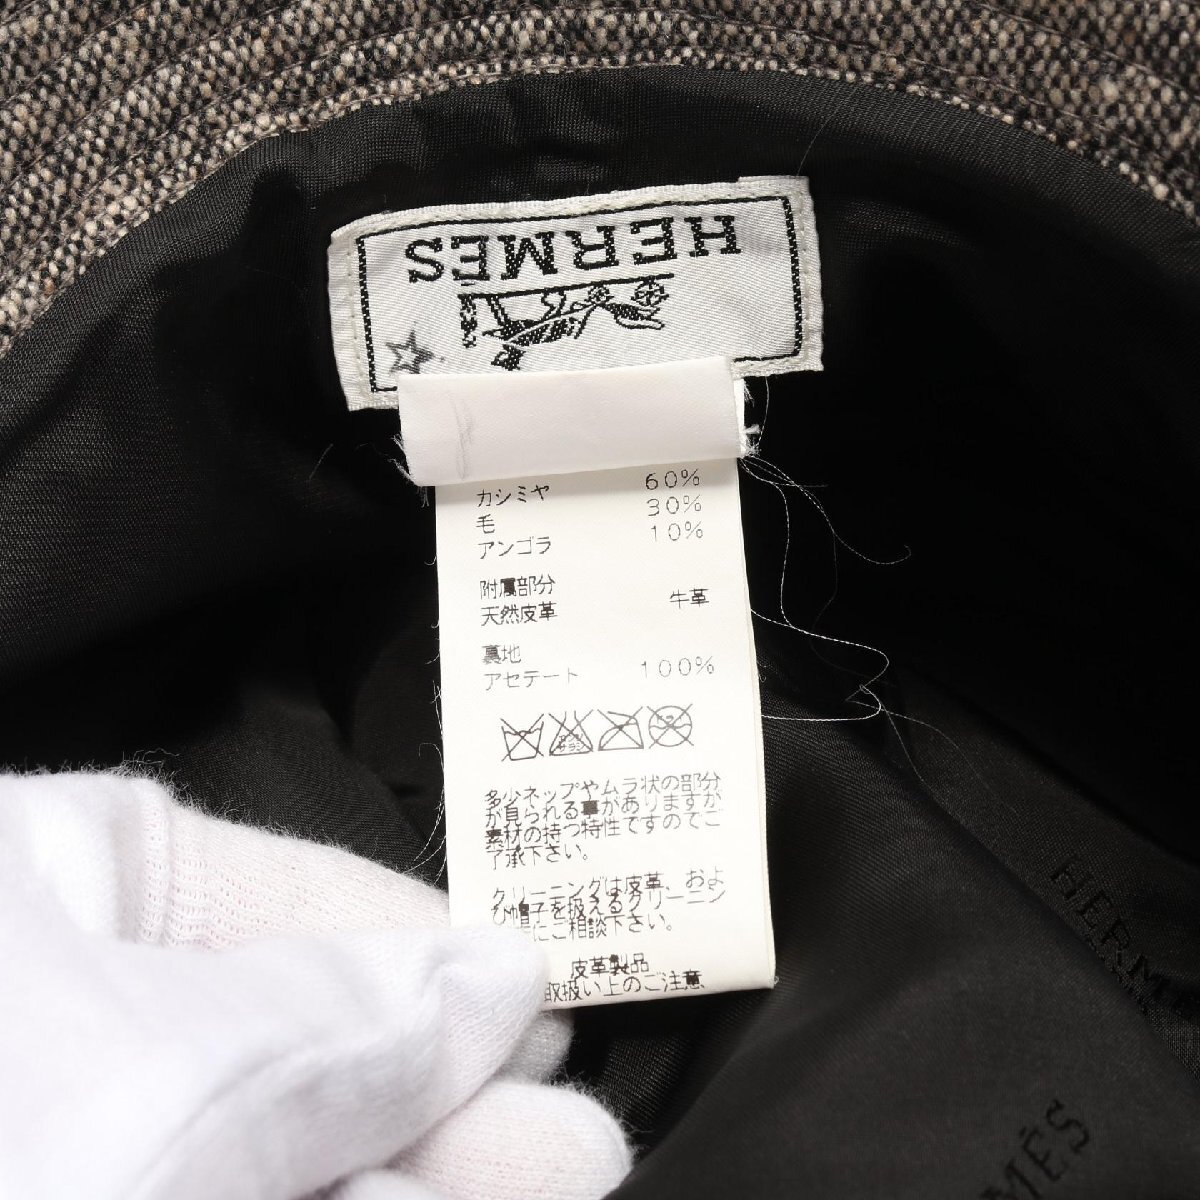 HERMES
カシミヤ 60%
毛 30%
アンゴラ 10%
附属部分
天然皮革 牛革
裏地
アセテート 100%
多少ネップやムラ状の部分
が見られる事がありますが
素材の持つ特性ですのでご
了承下さい。
クリーニングは皮革、およ
び帽子を扱えるクリーニン
にご相談下さい。
皮革製品
取扱い上のご注意
HERMÈS
MÈS